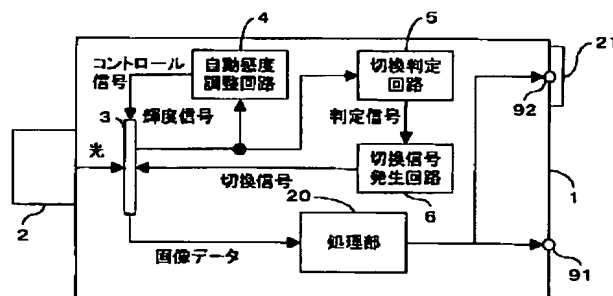 4
5
21
コントロール
信号
自動感度
調整回路
切換判定
回路
92
3
輝度信号
判定信号
光
切換信号
切換信号
発生回路
2
20
6
1
処理部
画像データ
91